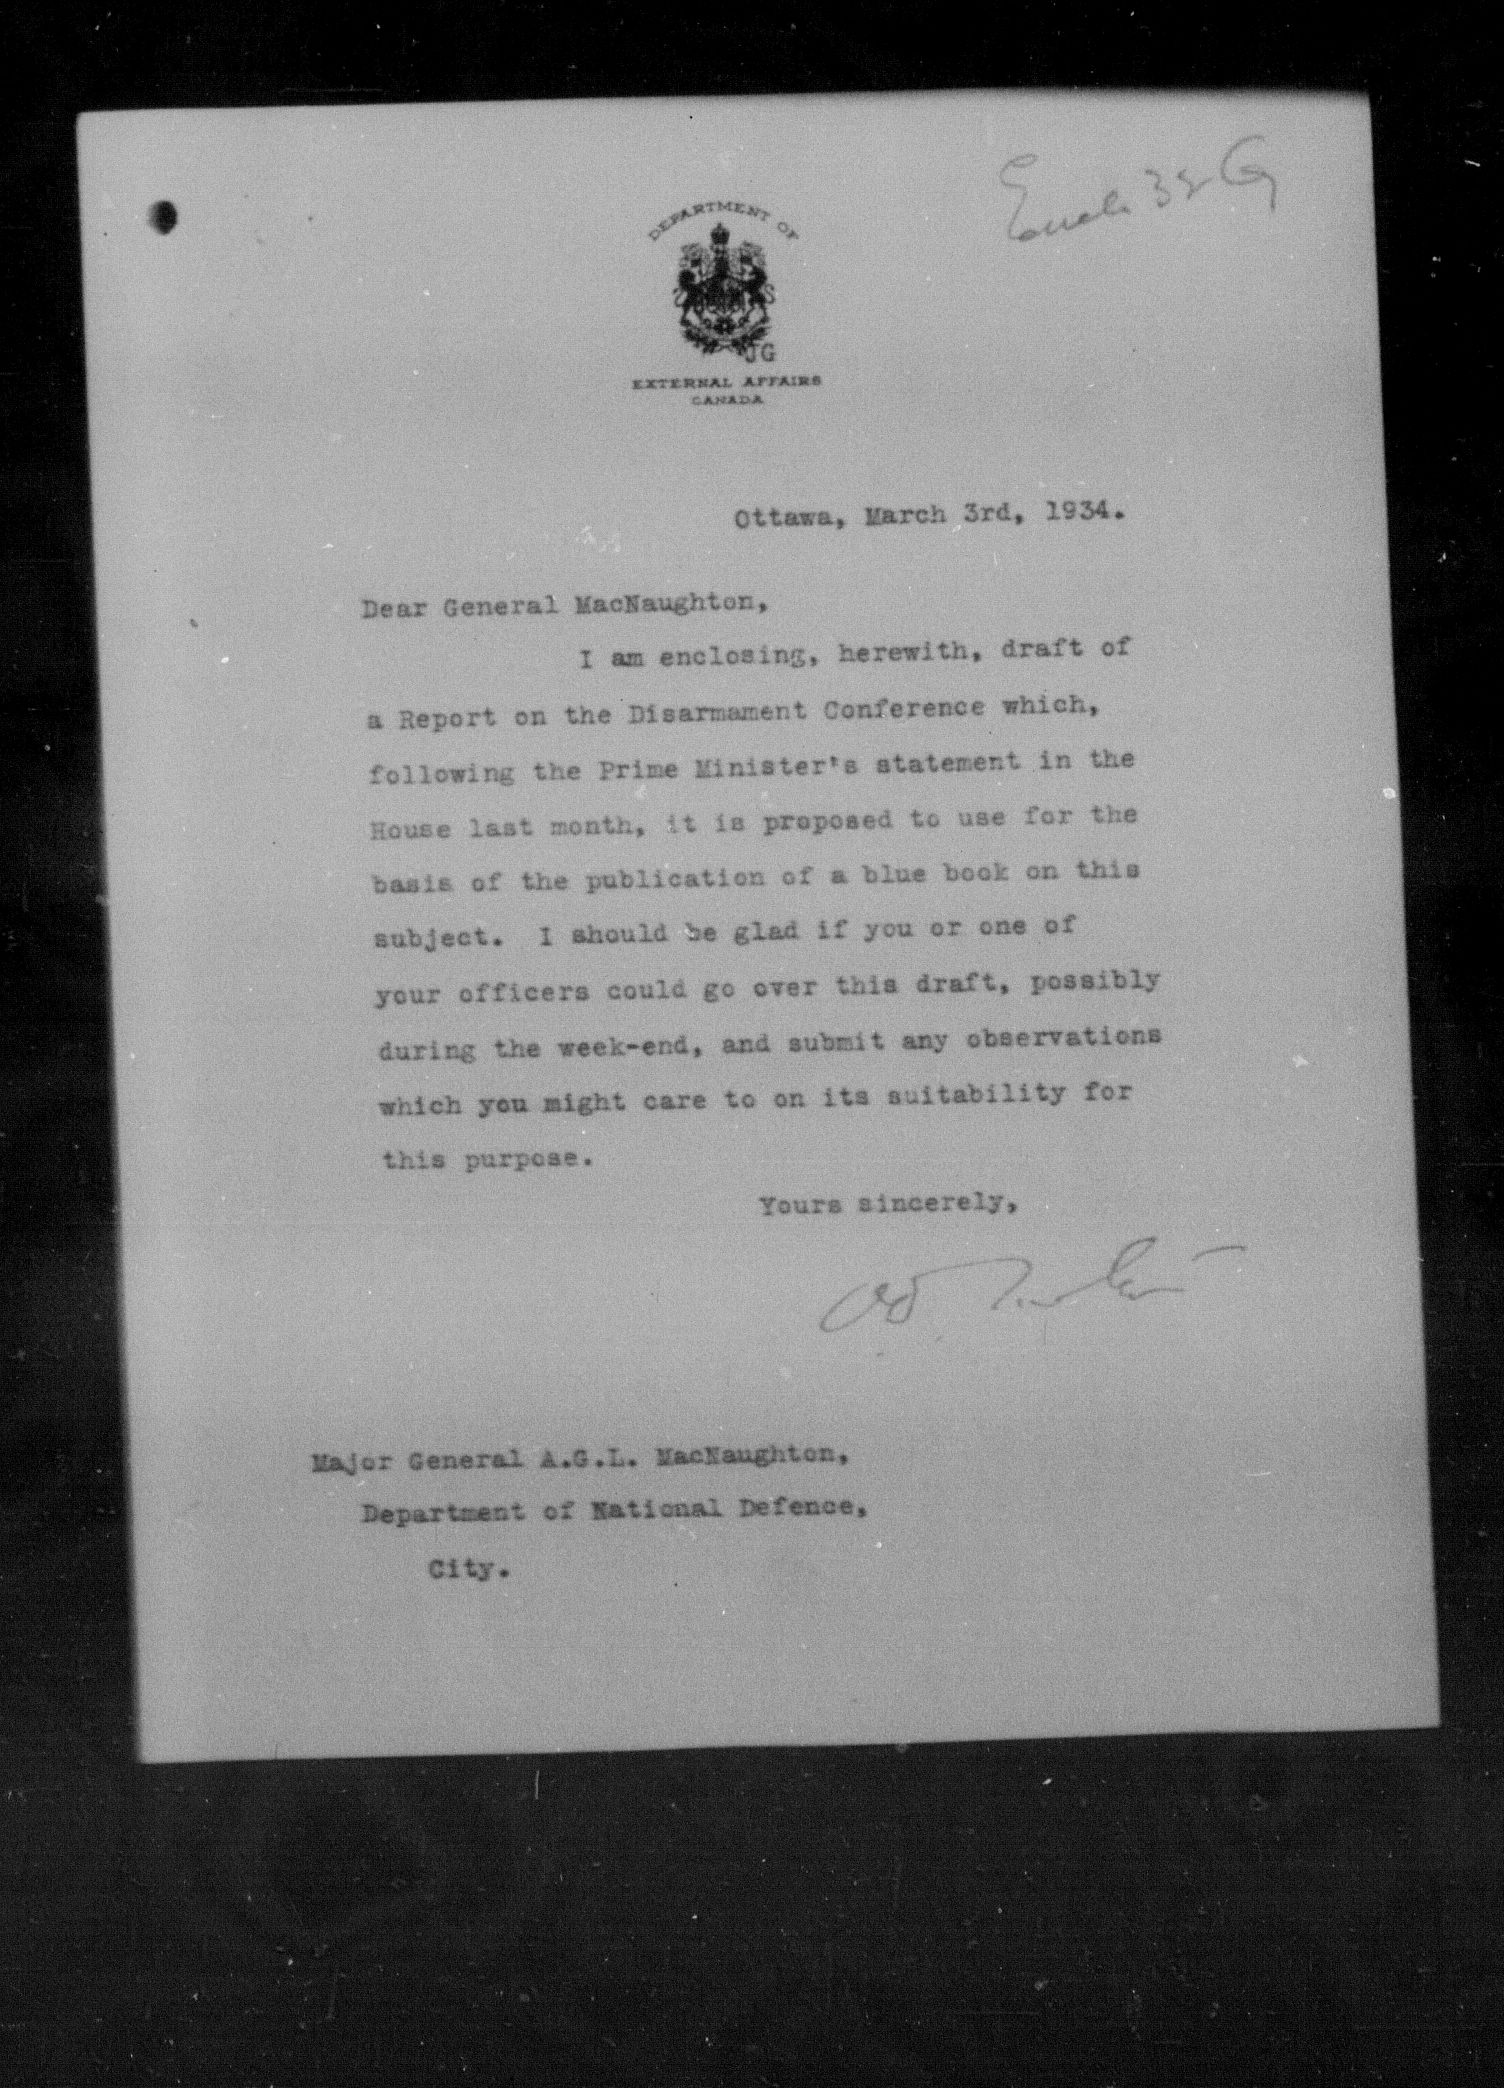 DEPARTMENT OF
JG
EXTERNAL AFFAIRS
CANADA
Ottawa, March 3rd, 1934.
Dear General MacNaughton,
I am enclosing, herewith, draft of
a Report on the Disarmament Conference which,
following the Prime Minister's statement in the
House last month, it is proposed to use for the
basis of the publication of a blue book on this
subject. I should be glad if you or one of
your officers could go over this draft, possibly
during the week-end, and submit any observations
which you might care to on its suitability for
this purpose.
Yours sincerely,
Major General A.G.L. MacNaughton,
Department of National Defence,
City.